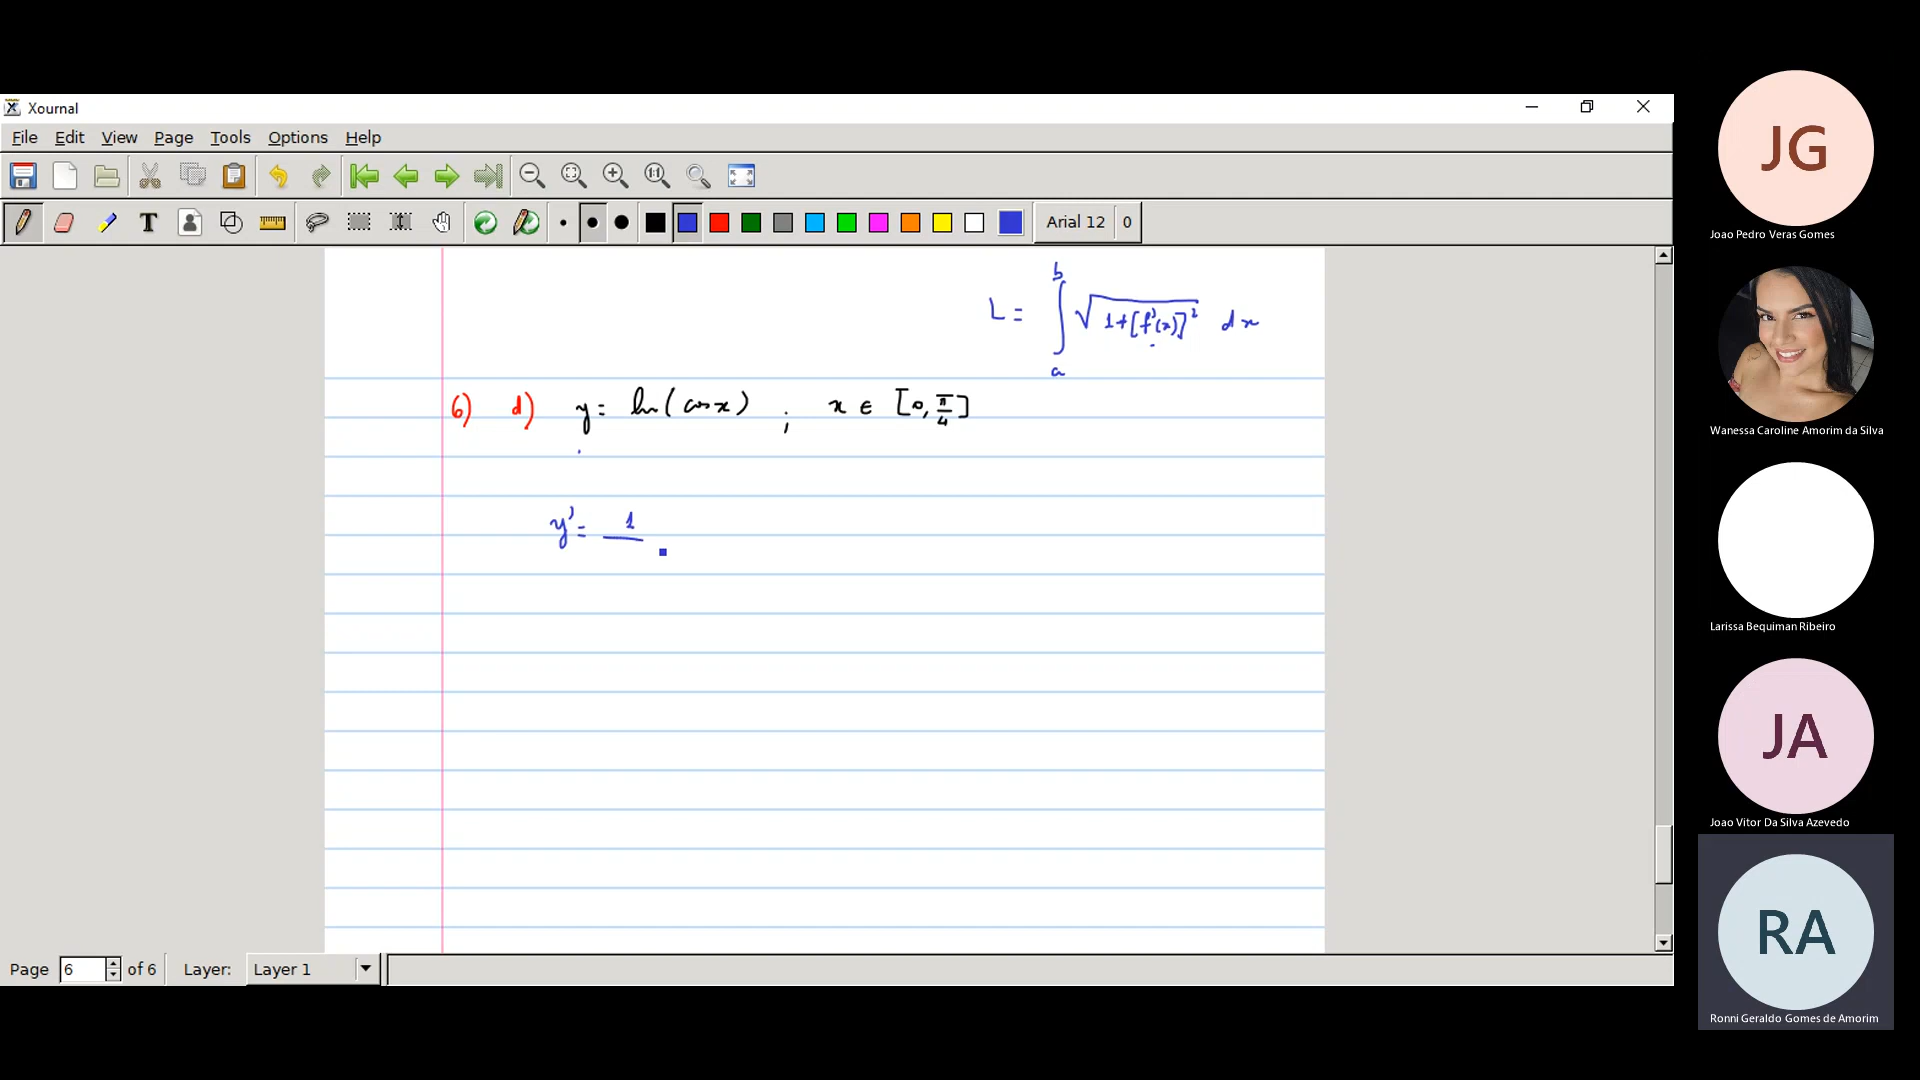 Xournal
File Edit View Page Tools Options Help
T Arial 12 0
L = ∫_a^b √(1+[f'(x)]²) dx
6) d) y = ln(cos x) ; x ∈ [0, π/4]
y' = 1
Page 6 of 6 Layer: Layer 1
JG
Joao Pedro Veras Gomes
Wanessa Caroline Amorim da Silva
Larissa Bequiman Ribeiro
JA
Joao Vitor Da Silva Azevedo
RA
Ronni Geraldo Gomes de Amorim